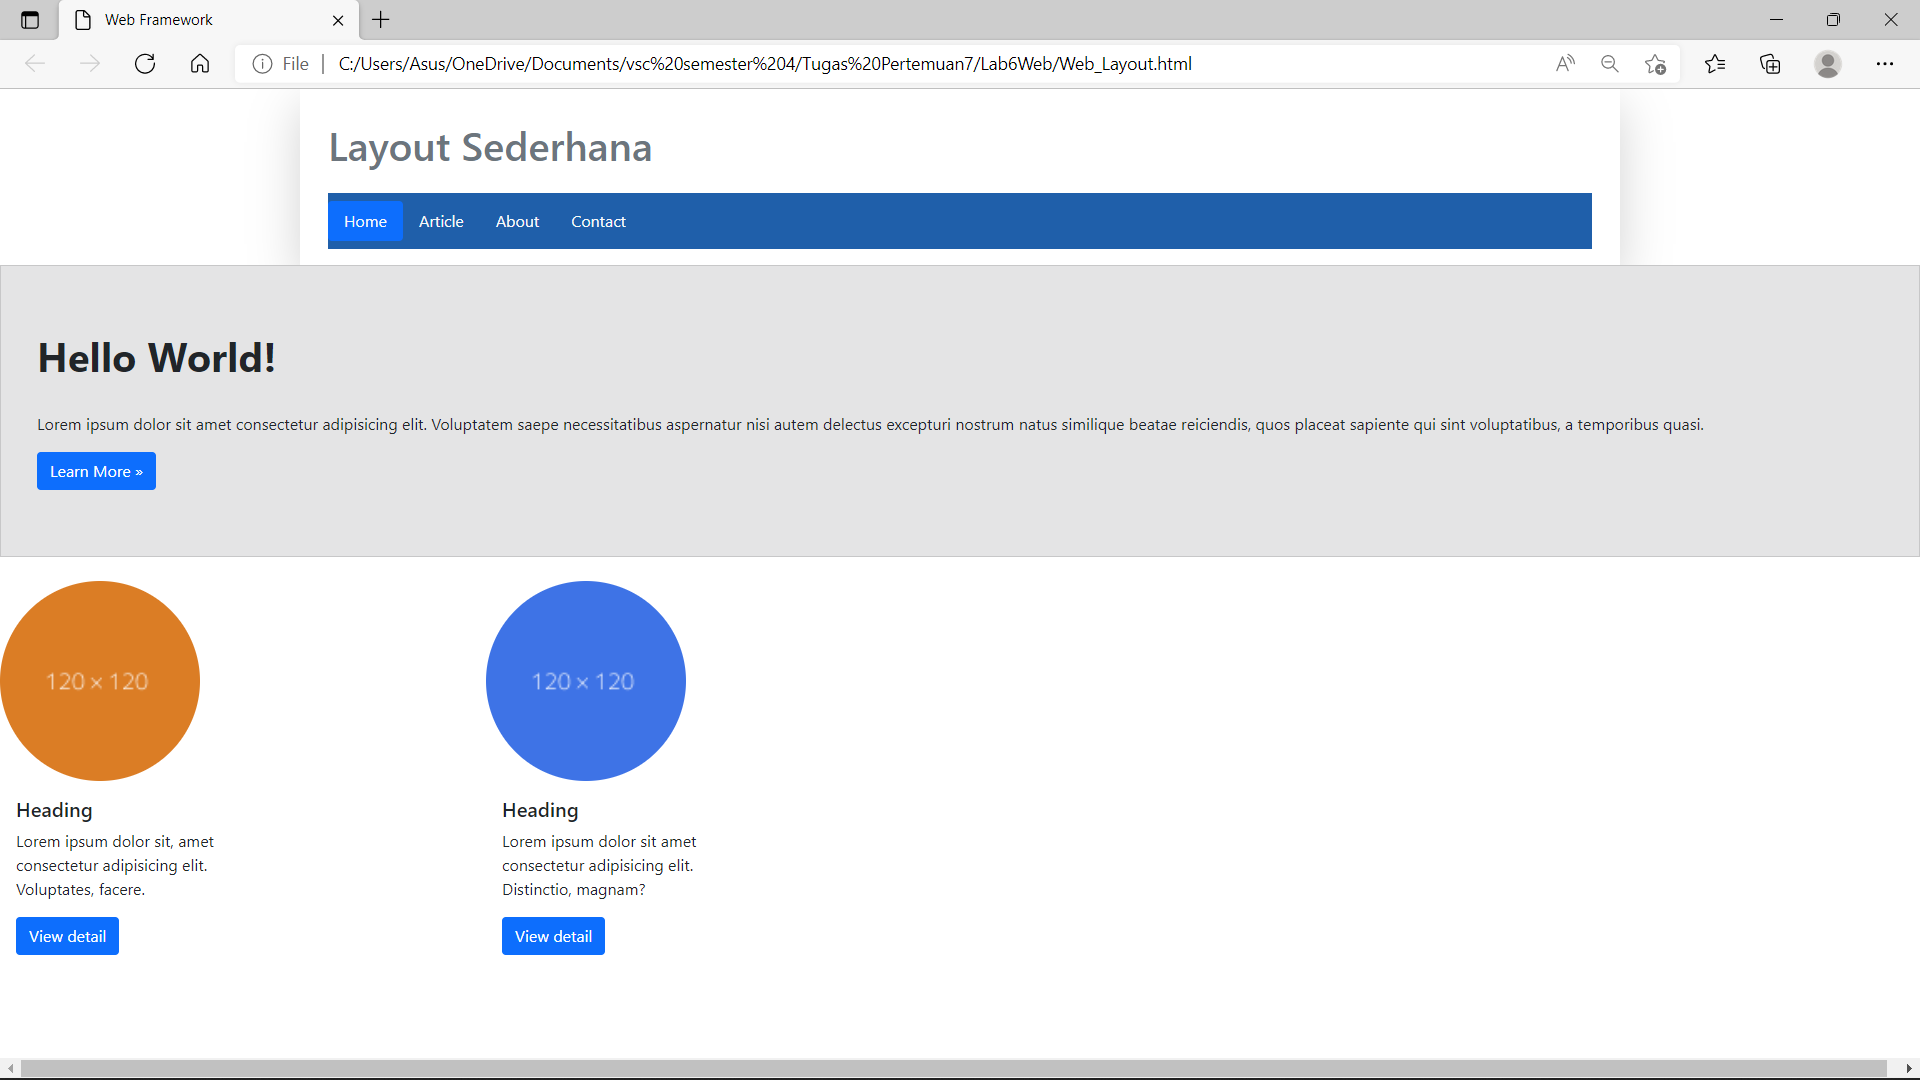 Web Framework
File
C:/Users/Asus/OneDrive/Documents/vsc%20semester%204/Tugas%20Pertemuan7/Lab6Web/Web_Layout.html
Layout Sederhana
Home Article About Contact
Hello World!
Lorem ipsum dolor sit amet consectetur adipisicing elit. Voluptatem saepe necessitatibus aspernatur nisi autem delectus excepturi nostrum natus similique beatae reiciendis, quos placeat sapiente qui sint voluptatibus, a temporibus quasi.
Learn More »
120 × 120
Heading
Lorem ipsum dolor sit, amet
consectetur adipisicing elit.
Voluptates, facere.
View detail
120 × 120
Heading
Lorem ipsum dolor sit amet
consectetur adipisicing elit.
Distinctio, magnam?
View detail